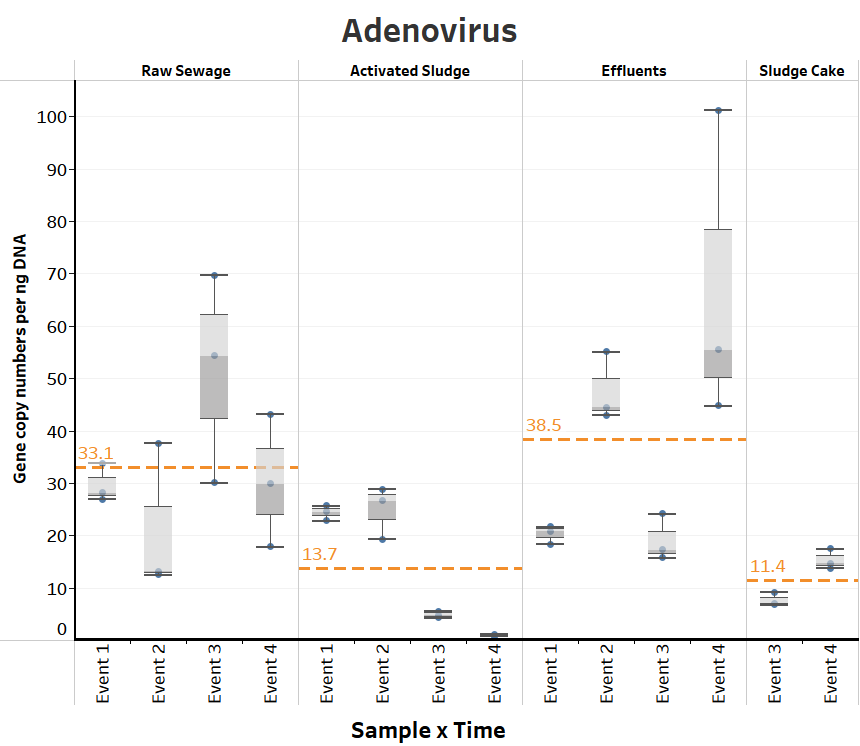 Adenovirus
Raw Sewage
Activated Sludge
Effluents
Sludge Cake
Gene copy numbers per ng DNA
100
90
80
70
60
50
40
30
20
10
0
33.1
13.7
38.5
11.4
Event 1
Event 2
Event 3
Event 4
Event 1
Event 2
Event 3
Event 4
Event 1
Event 2
Event 3
Event 4
Event 3
Event 4
Sample x Time